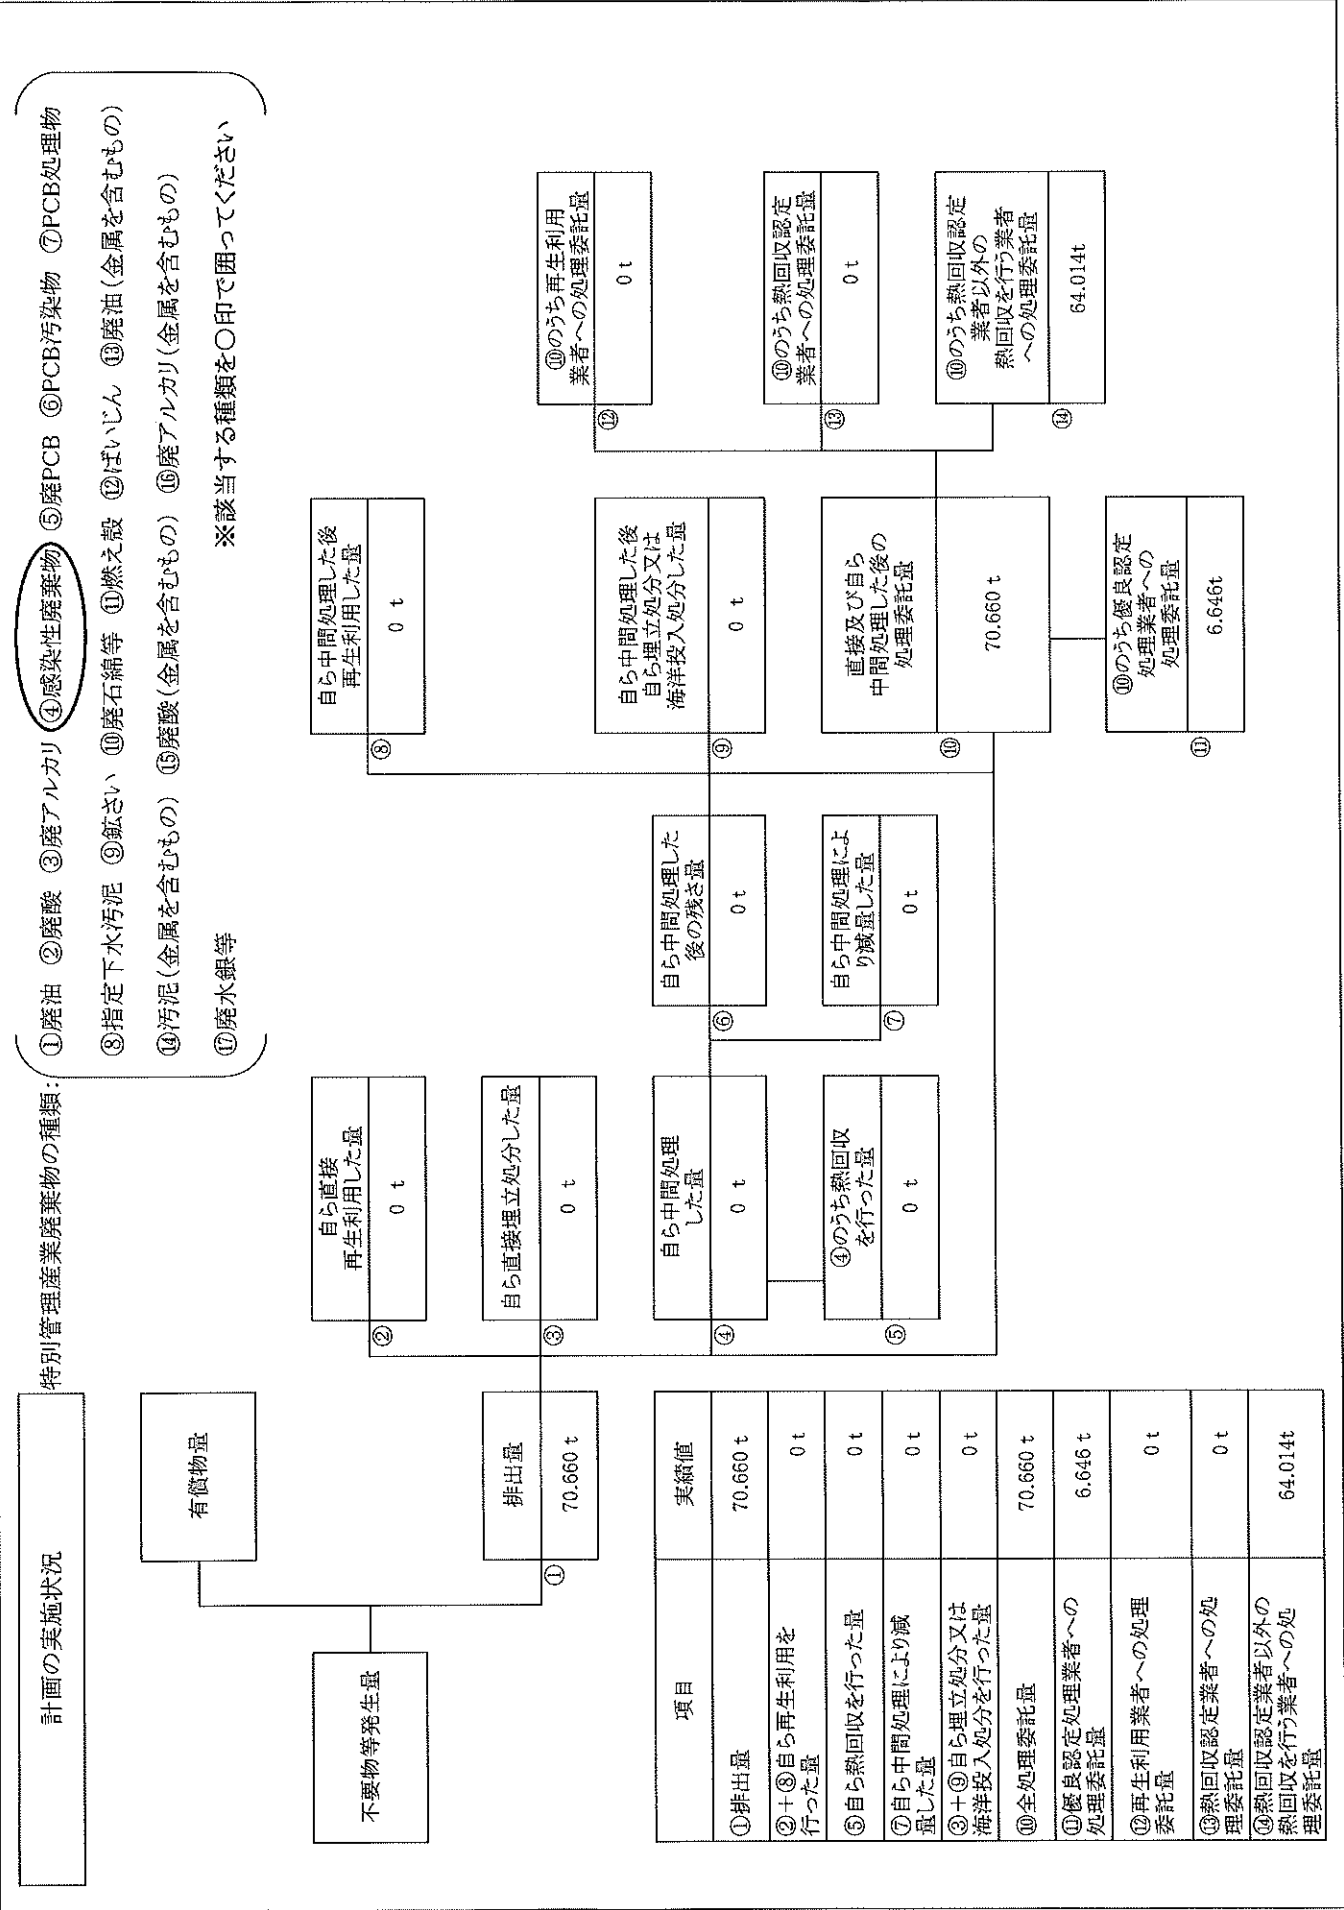 計画の実施状況
特別管理産業廃棄物の種類:
①廃油 ②廃酸 ③廃アルカリ ④感染性廃棄物 ⑤廃PCB ⑥PCB汚染物 ⑦PCB処理物
⑧指定下水汚泥 ⑨鉱さい ⑩廃石綿等 ⑪燃え殻 ⑫ばいじん ⑬廃油(金属を含むもの)
⑭汚泥(金属を含むもの) ⑮廃酸(金属を含むもの) ⑯廃アルカリ(金属を含むもの)
⑰廃水銀等
※該当する種類を〇印で囲ってください
不要物等発生量
有償物量
①
排出量
70.660 t
②
自ら直接
再生利用した量
0 t
③
自ら直接埋立処分した量
0 t
④
自ら中間処理
した量
0 t
⑤
④のうち熱回収
を行った量
0 t
⑥
自ら中間処理した
後の残さ量
0 t
⑦
自ら中間処理によ
り減量した量
0 t
⑧
自ら中間処理した後
再生利用した量
0 t
⑨
自ら中間処理した後
自ら埋立処分又は
海洋投入処分した量
0 t
⑩
直接及び自ら
中間処理した後の
処理委託量
70.660 t
⑪
⑩のうち優良認定
処理業者への
処理委託量
6.646t
⑫
⑩のうち再生利用
業者への処理委託量
0 t
⑬
⑩のうち熱回収認定
業者への処理委託量
0 t
⑭
⑩のうち熱回収認定
業者以外の
熱回収を行う業者
への処理委託量
64.014t
項目 実績値
①排出量 70.660 t
②+⑧自ら再生利用を
行った量 0 t
⑤自ら熱回収を行った量 0 t
⑦自ら中間処理により減
量した量 0 t
③+⑨自ら埋立処分又は
海洋投入処分を行った量 0 t
⑩全処理委託量 70.660 t
⑪優良認定処理業者への
処理委託量 6.646 t
⑫再生利用業者への処理
委託量 0 t
⑬熱回収認定業者への処
理委託量 0 t
⑭熱回収認定業者以外の
熱回収を行う業者への処
理委託量 64.014t